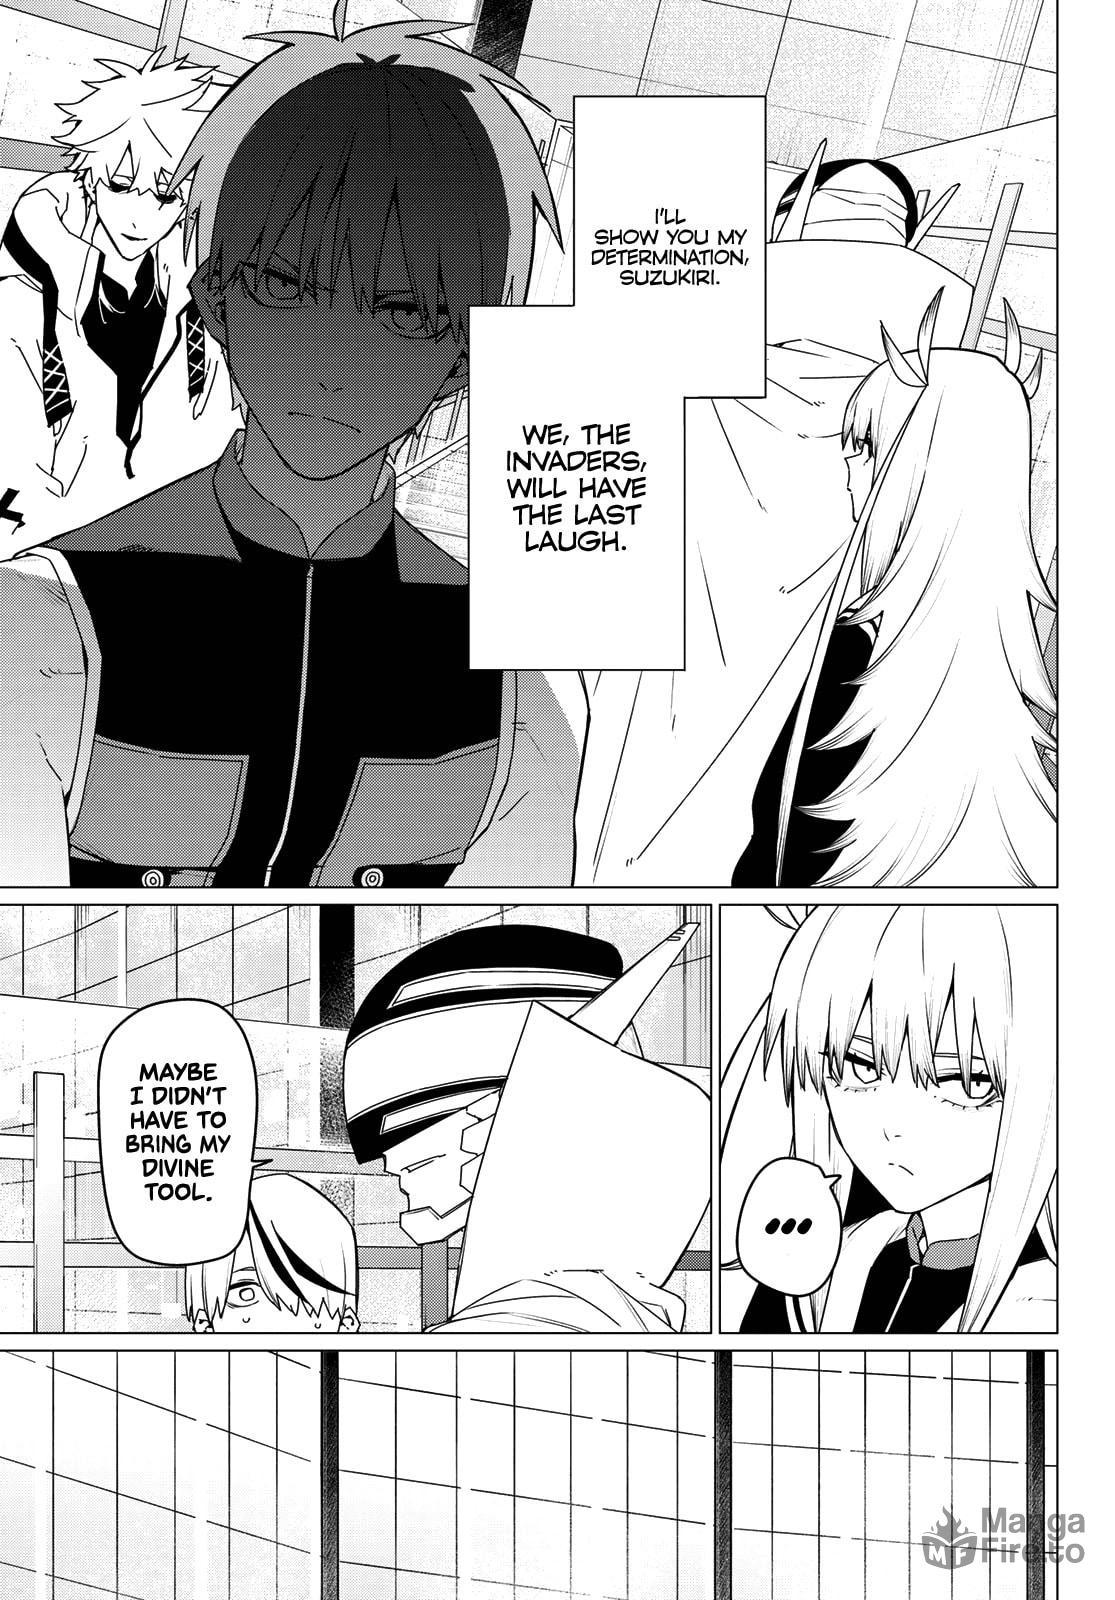 I'LL
SHOW YOU MY
DETERMINATION,
SUZUKIRI.
WE, THE
INVADERS,
WILL HAVE
THE LAST
LAUGH.
MAYBE
I DIDN'T
HAVE TO
BRING MY
DIVINE
TOOL.
Manga
MF Fire.to